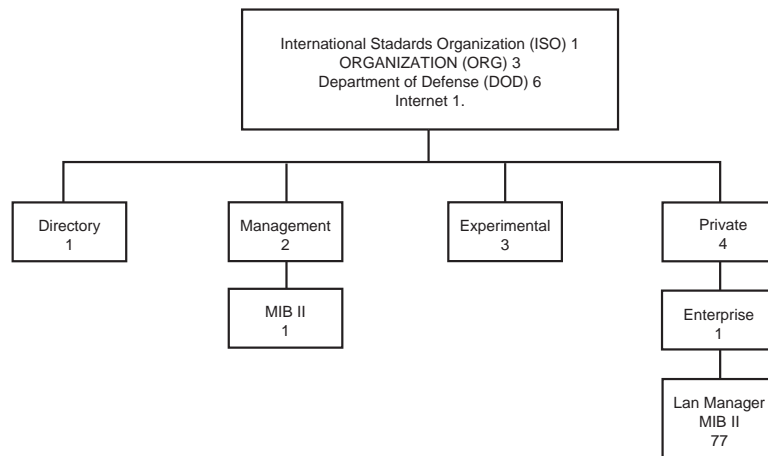 International Stadards Organization (ISO) 1
ORGANIZATION (ORG) 3
Department of Defense (DOD) 6
Internet 1.
Directory
1
Management
2
Experimental
3
Private
4
MIB II
1
Enterprise
1
Lan Manager
MIB II
77